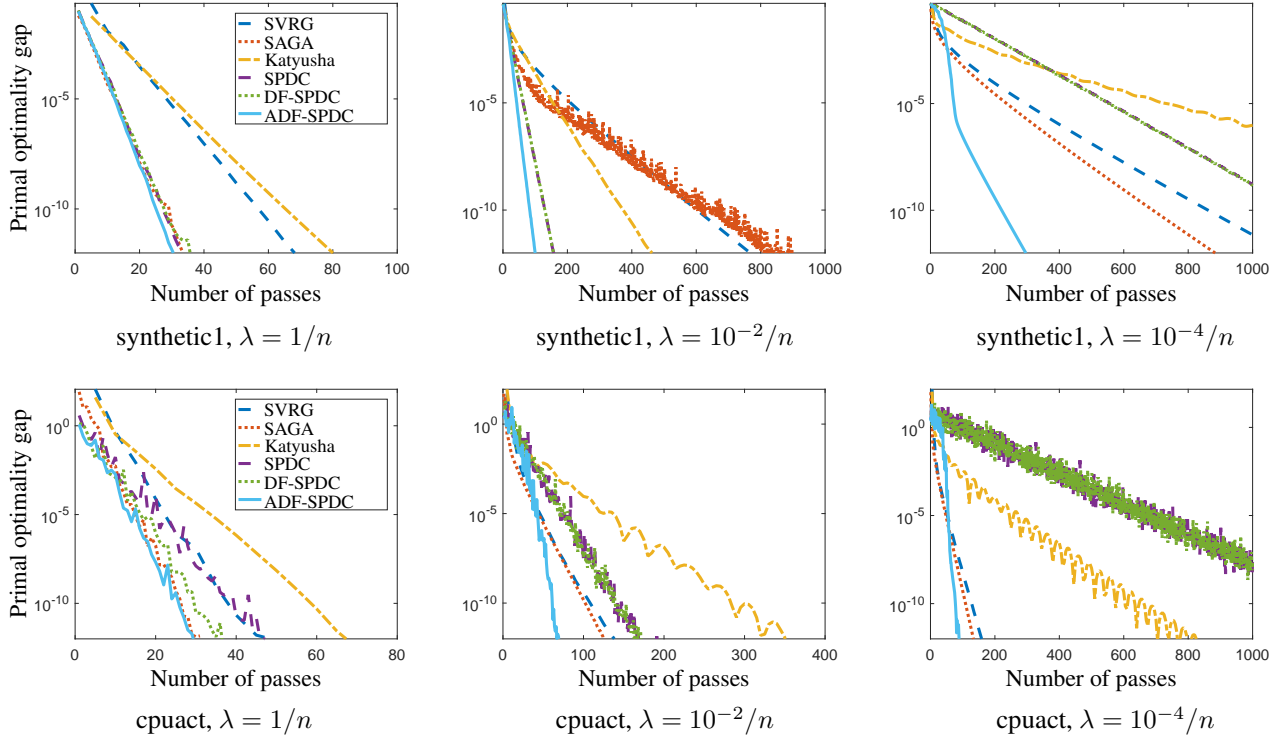 Primal optimality gap
10^-5
10^-10
0 20 40 60 80 100
Number of passes
SVRG
SAGA
Katyusha
SPDC
DF-SPDC
ADF-SPDC
synthetic1, λ = 1/n
10^-5
10^-10
0 200 400 600 800 1000
Number of passes
synthetic1, λ = 10^-2/n
10^-5
10^-10
0 200 400 600 800 1000
Number of passes
synthetic1, λ = 10^-4/n
Primal optimality gap
10^0
10^-5
10^-10
0 20 40 60 80
Number of passes
SVRG
SAGA
Katyusha
SPDC
DF-SPDC
ADF-SPDC
cpuact, λ = 1/n
10^0
10^-5
10^-10
0 100 200 300 400
Number of passes
cpuact, λ = 10^-2/n
10^0
10^-5
10^-10
0 200 400 600 800 1000
Number of passes
cpuact, λ = 10^-4/n